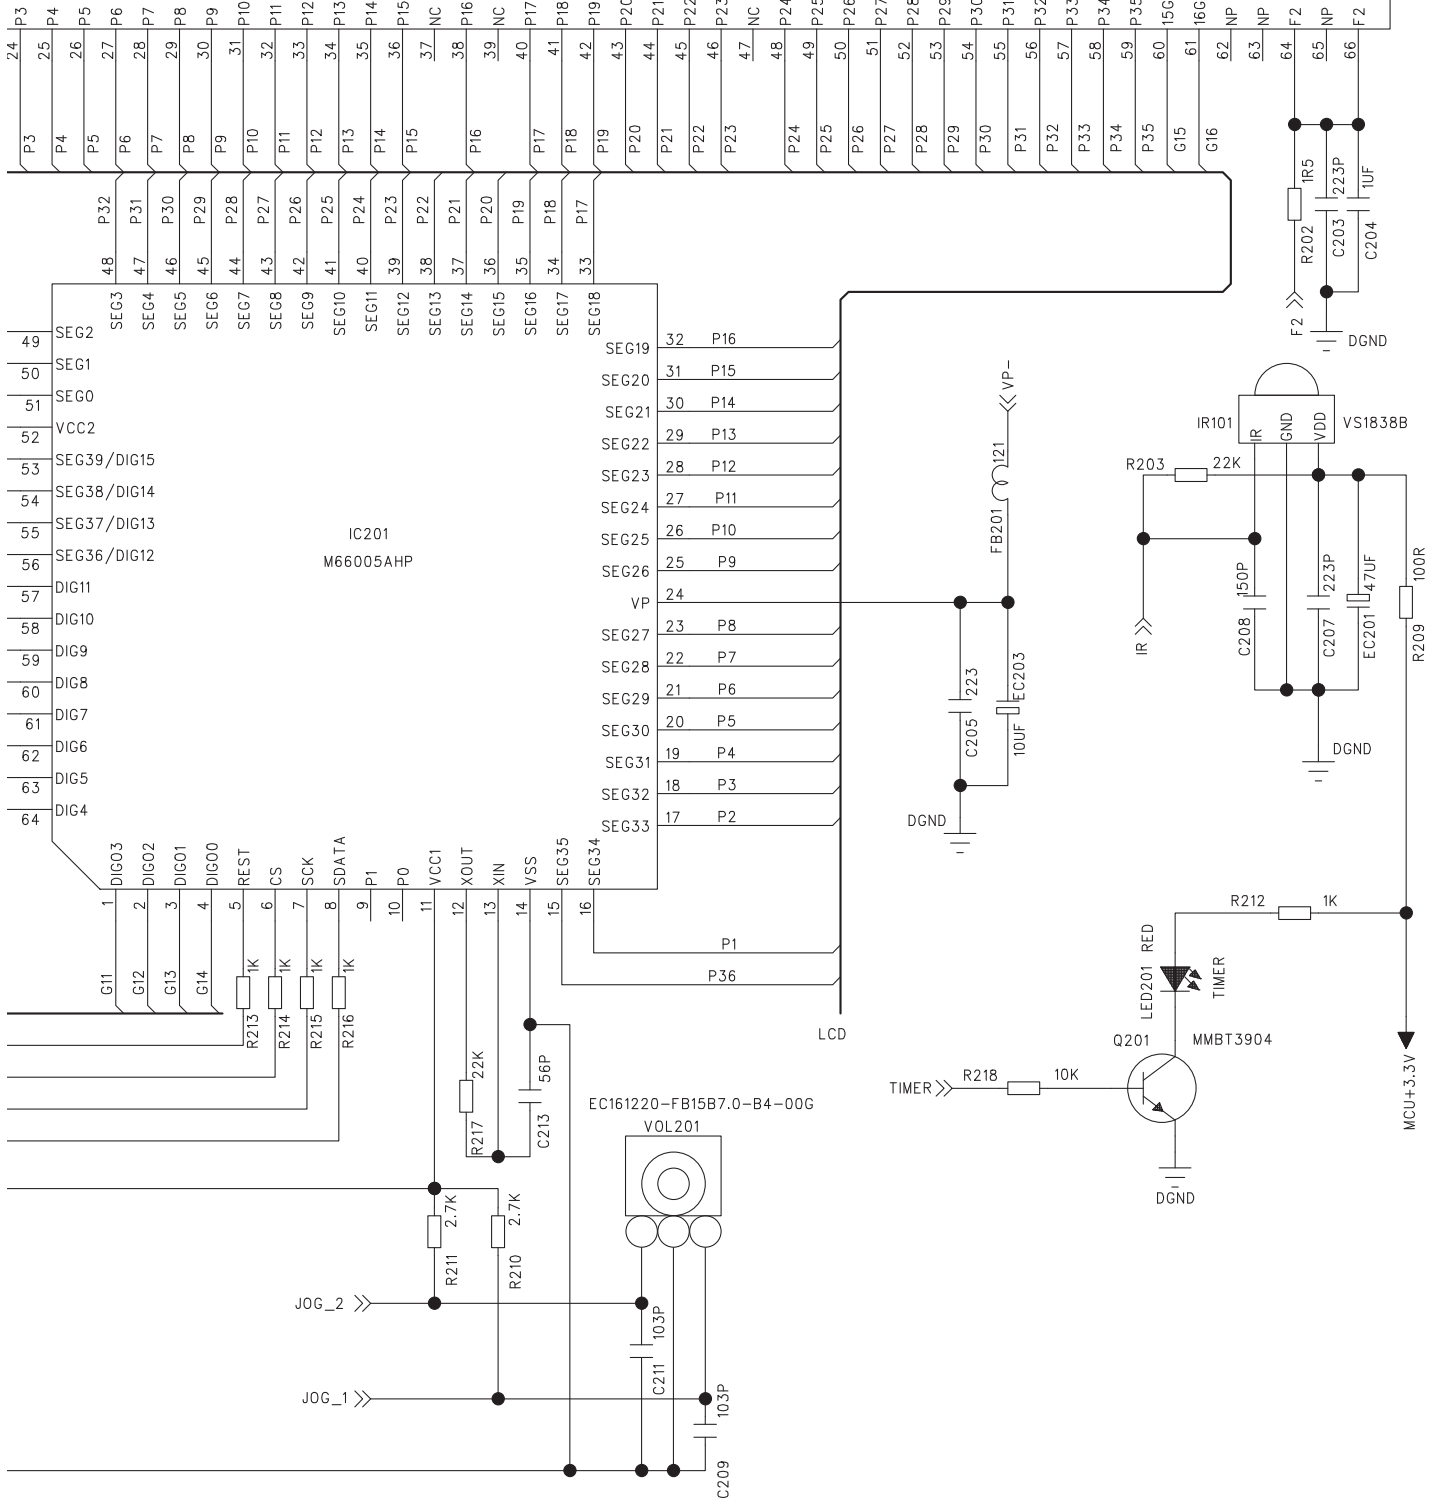 P3 P4 P5 P6 P7 P8 P9 P10 P11 P12 P13 P14 P15 NC P16 NC P17 P18 P19 P20 P21 P22 P23 NC P24 P25 P26 P27 P28 P29 P30 P31 P32 P33 P34 P35 15G 16G NP NP F2 NP F2
24 25 26 27 28 29 30 31 32 33 34 35 36 37 38 39 40 41 42 43 44 45 46 47 48 49 50 51 52 53 54 55 56 57 58 59 60 61 62 63 64 65 66
P3 P4 P5 P6 P7 P8 P9 P10 P11 P12 P13 P14 P15 P16 P17 P18 P19 P20 P21 P22 P23 P24 P25 P26 P27 P28 P29 P30 P31 P32 P33 P34 P35 G15 G16
1R5 223P 1UF
R202 C203 C204
F2
DGND
P32 P31 P30 P29 P28 P27 P26 P25 P24 P23 P22 P21 P20 P19 P18 P17
48 47 46 45 44 43 42 41 40 39 38 37 36 35 34 33
SEG3 SEG4 SEG5 SEG6 SEG7 SEG8 SEG9 SEG10 SEG11 SEG12 SEG13 SEG14 SEG15 SEG16 SEG17 SEG18
49 SEG2
50 SEG1
51 SEG0
52 VCC2
53 SEG39/DIG15
54 SEG38/DIG14
55 SEG37/DIG13
56 SEG36/DIG12
57 DIG11
58 DIG10
59 DIG9
60 DIG8
61 DIG7
62 DIG6
63 DIG5
64 DIG4
IC201
M66005AHP
SEG19 32 P16
SEG20 31 P15
SEG21 30 P14
SEG22 29 P13
SEG23 28 P12
SEG24 27 P11
SEG25 26 P10
SEG26 25 P9
VP 24
SEG27 23 P8
SEG28 22 P7
SEG29 21 P6
SEG30 20 P5
SEG31 19 P4
SEG32 18 P3
SEG33 17 P2
DIG03 DIG02 DIG01 DIG00 REST CS SCK SDATA P1 P0 VCC1 XOUT XIN VSS SEG35 SEG34
1 2 3 4 5 6 7 8 9 10 11 12 13 14 15 16
P1
P36
LCD
G11 G12 G13 G14
1K 1K 1K 1K
R213 R214 R215 R216
VP-
121
FB201
223
C205
EC203
10UF
DGND
IR101
IR GND VDD
VS1838B
R203 22K
IR
150P
C208
223P
C207
47UF
EC201
100R
R209
DGND
R212 1K
LED201 RED
TIMER
Q201 MMBT3904
TIMER R218 10K
MCU+3.3V
DGND
22K
R217
56P
C213
EC161220-FB15B7.0-B4-00G
VOL201
2.7K
R211
2.7K
R210
JOG_2
103P
C211
JOG_1
103P
C209